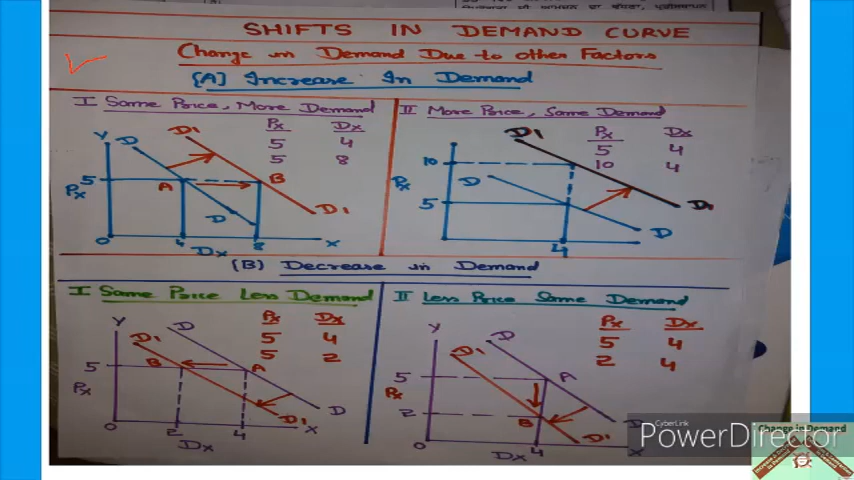 SHIFTS IN DEMAND CURVE
Change in Demand Due to other Factors
[A] Increase In Demand
I Same Price, More Demand
Px Dx
5 4
5 8
Y
D
D1
5
Px
A
B
D
D1
0
4
8
X
Dx
II More Price, Same Demand
Px Dx
5 4
10 4
D1
10
Px
D
5
D1
D
4
(B) Decrease in Demand
I Same Price Less Demand
Px Dx
5 4
5 2
Y
D
D1
5
B
A
Px
D
D1
0
2
4
X
Dx
II Less Price Same Demand
Px Dx
5 4
2 4
Y
D
D1
5
A
Px
2
B
D
D1
0
4
X
Dx
CyberLink
PowerDirector
Change in Demand